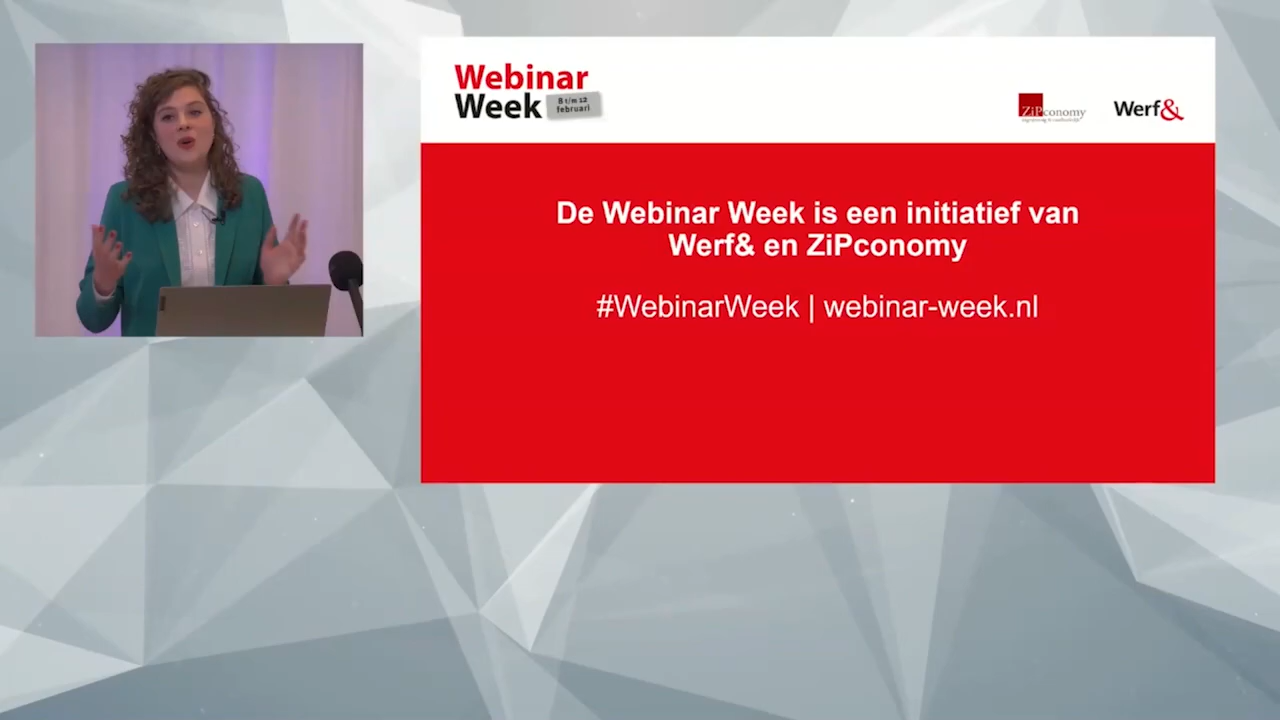 Webinar
Week
8 t/m 12
februari
ZiPconomy
Werf&
De Webinar Week is een initiatief van
Werf& en ZiPconomy
#WebinarWeek | webinar-week.nl